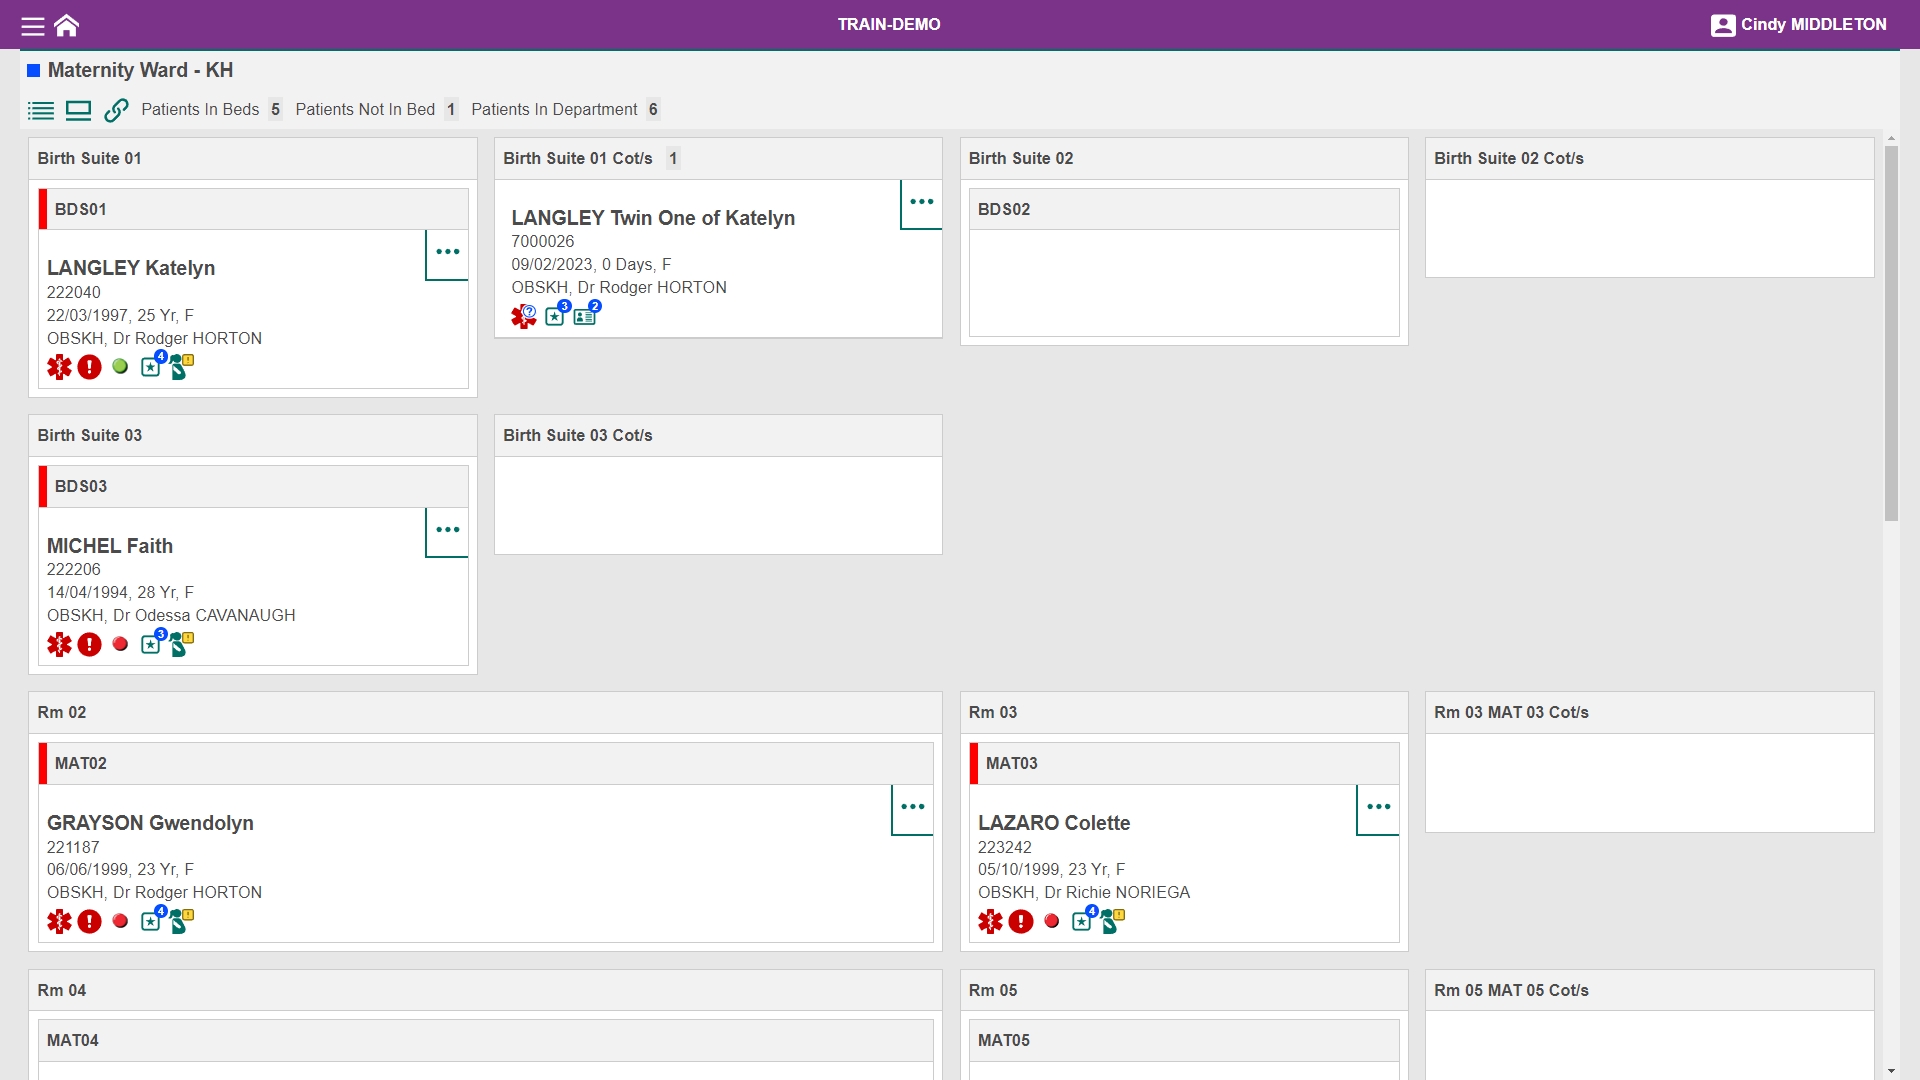 TRAIN-DEMO
Cindy MIDDLETON
Maternity Ward - KH
Patients In Beds 5 Patients Not In Bed 1 Patients In Department 6
Birth Suite 01
BDS01
LANGLEY Katelyn
222040
22/03/1997, 25 Yr, F
OBSKH, Dr Rodger HORTON
4
Birth Suite 01 Cot/s 1
LANGLEY Twin One of Katelyn
7000026
09/02/2023, 0 Days, F
OBSKH, Dr Rodger HORTON
? 3 2
Birth Suite 02
BDS02
Birth Suite 02 Cot/s
Birth Suite 03
BDS03
MICHEL Faith
222206
14/04/1994, 28 Yr, F
OBSKH, Dr Odessa CAVANAUGH
3
Birth Suite 03 Cot/s
Rm 02
MAT02
GRAYSON Gwendolyn
221187
06/06/1999, 23 Yr, F
OBSKH, Dr Rodger HORTON
4
Rm 03
MAT03
LAZARO Colette
223242
05/10/1999, 23 Yr, F
OBSKH, Dr Richie NORIEGA
4
Rm 03 MAT 03 Cot/s
Rm 04
MAT04
Rm 05
MAT05
Rm 05 MAT 05 Cot/s